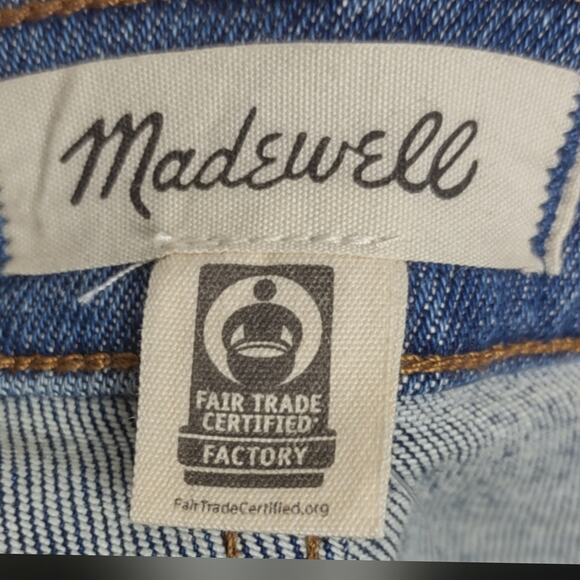 Madewell
FAIR TRADE
CERTIFIED
FACTORY
FairTradeCertified.org